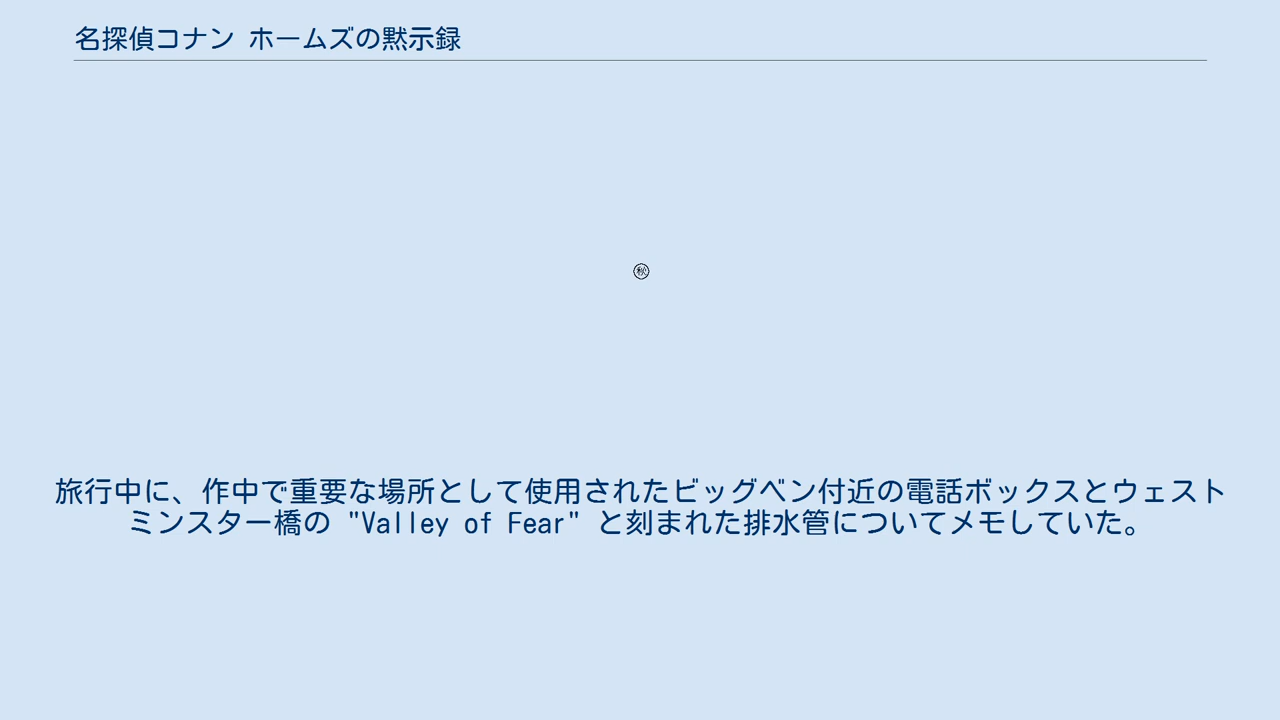 名探偵コナン ホームズの黙示録
㊙
旅行中に、作中で重要な場所として使用されたビッグベン付近の電話ボックスとウェスト
ミンスター橋の "Valley of Fear" と刻まれた排水管についてメモしていた。